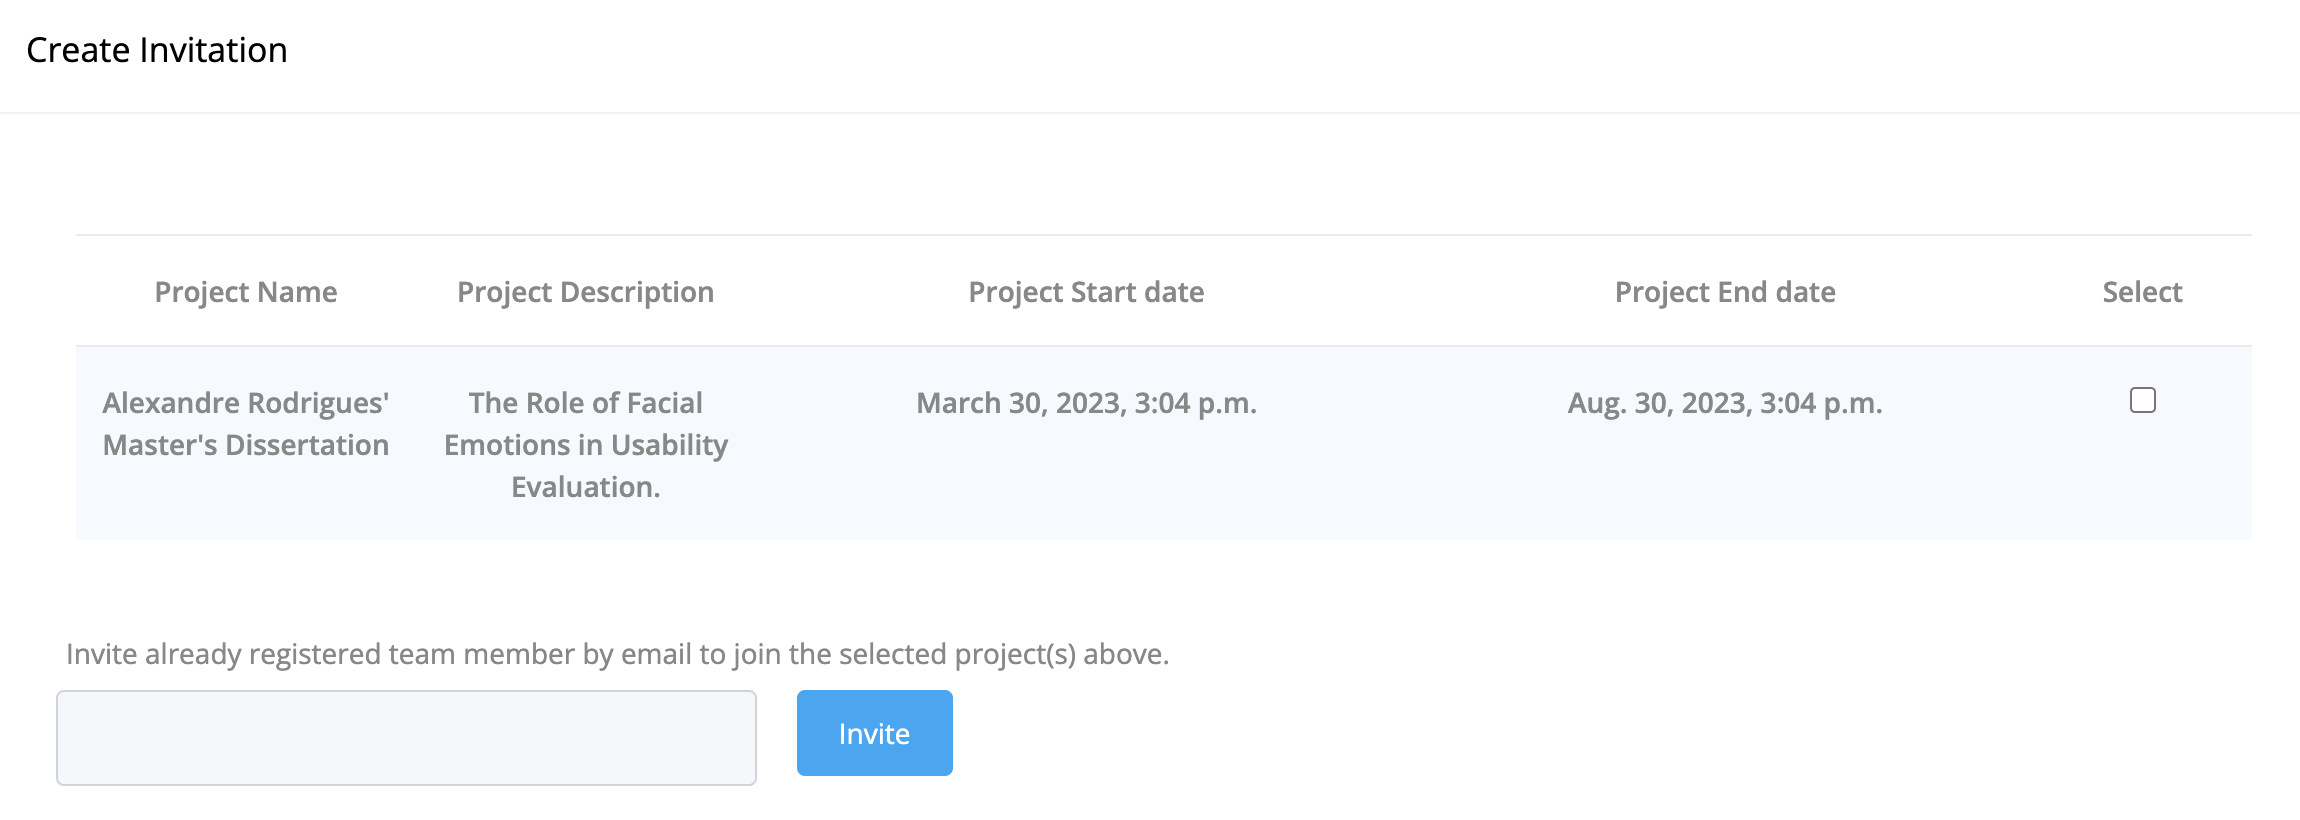 Create Invitation
Project Name Project Description Project Start date Project End date Select
Alexandre Rodrigues' The Role of Facial March 30, 2023, 3:04 p.m. Aug. 30, 2023, 3:04 p.m.
Master's Dissertation Emotions in Usability
Evaluation.
Invite already registered team member by email to join the selected project(s) above.
Invite